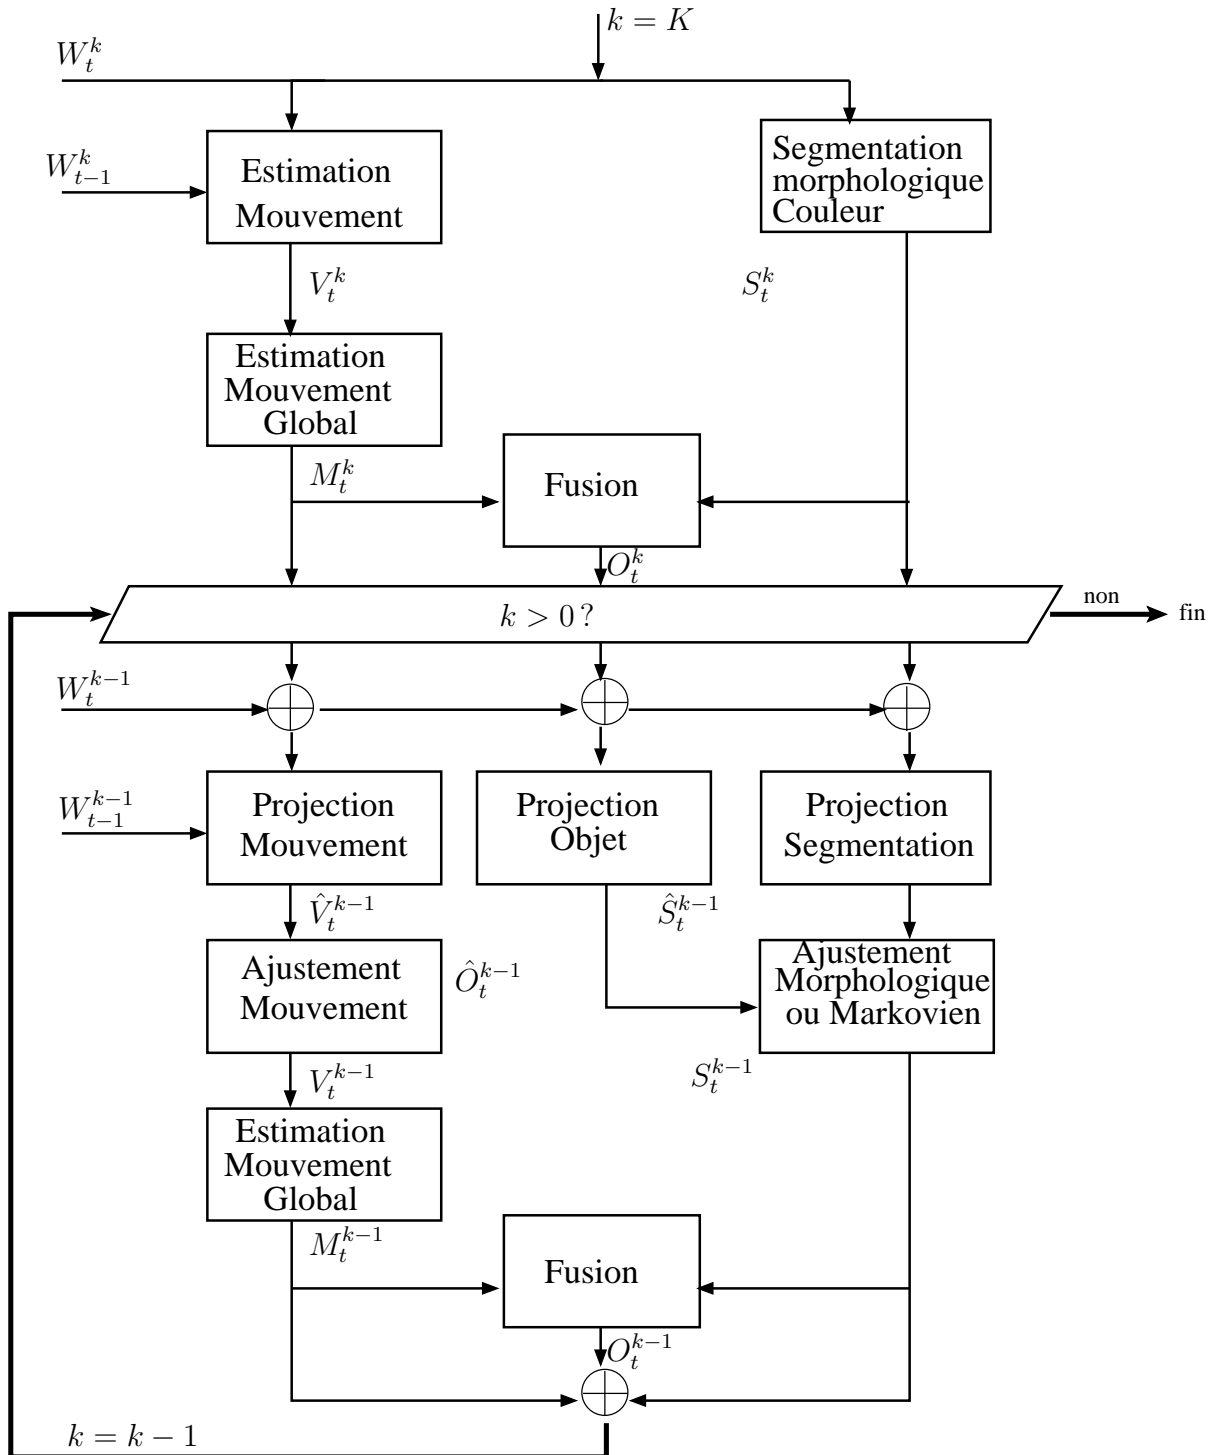 k = K
W_t^k
W_{t-1}^k
Estimation
Mouvement
Segmentation
morphologique
Couleur
V_t^k
S_t^k
Estimation
Mouvement
Global
M_t^k
Fusion
O_t^k
k > 0 ?
non
fin
W_t^{k-1}
W_{t-1}^{k-1}
Projection
Mouvement
Projection
Objet
Projection
Segmentation
\hat{V}_t^{k-1}
\hat{S}_t^{k-1}
Ajustement
Mouvement
\hat{O}_t^{k-1}
Ajustement
Morphologique
ou Markovien
V_t^{k-1}
S_t^{k-1}
Estimation
Mouvement
Global
M_t^{k-1}
Fusion
O_t^{k-1}
k = k − 1